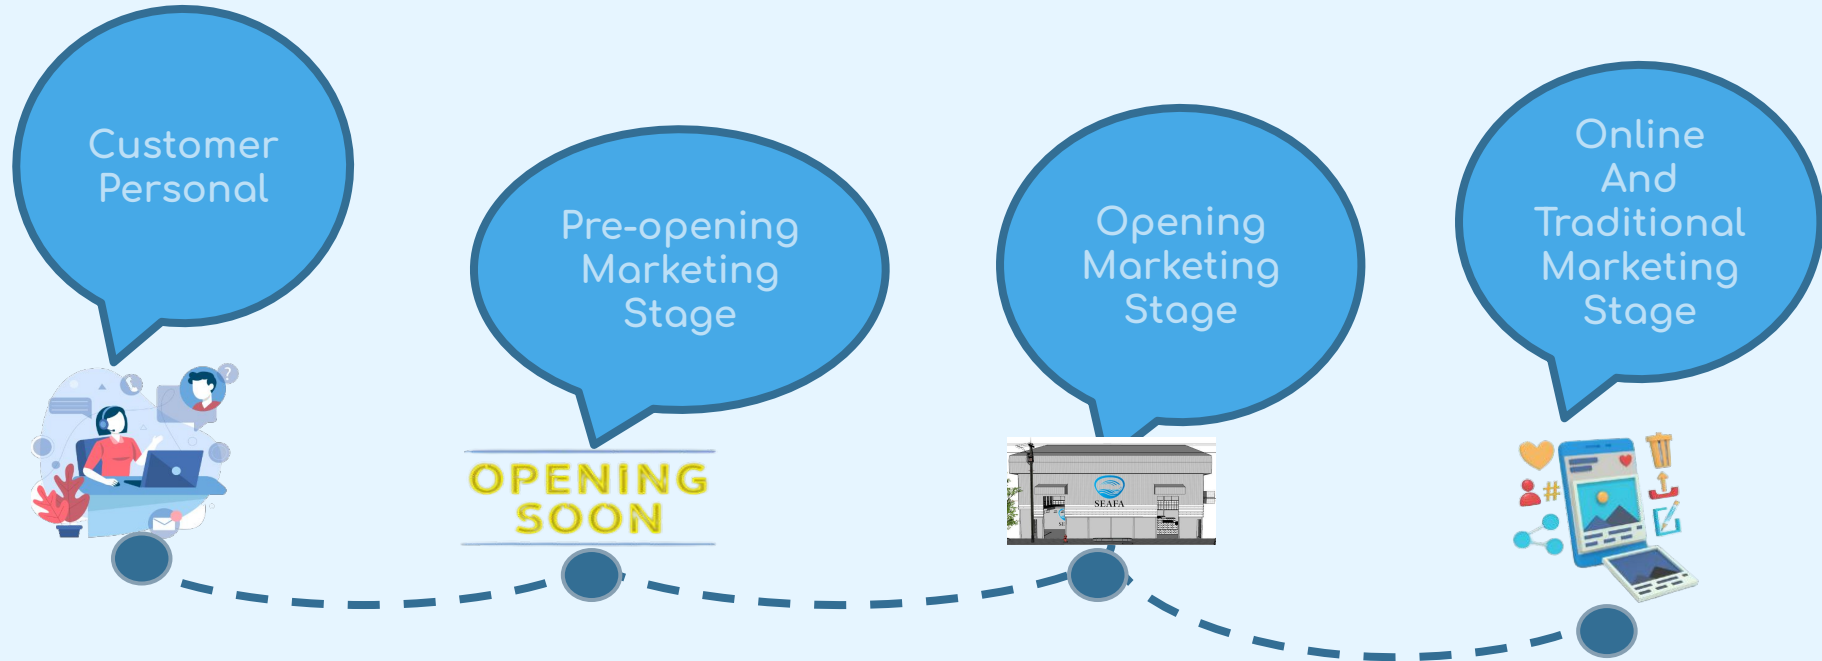 Customer
Personal
Pre-opening
Marketing
Stage
Opening
Marketing
Stage
Online
And
Traditional
Marketing
Stage
?
OPENING
SOON
SEAFA
#